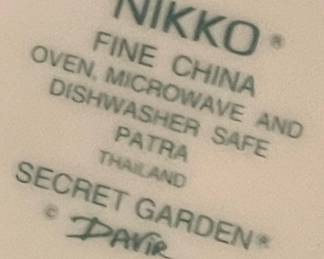 NIKKO®
FINE CHINA
OVEN, MICROWAVE AND
DISHWASHER SAFE
PATRA
THAILAND
SECRET GARDEN®
©